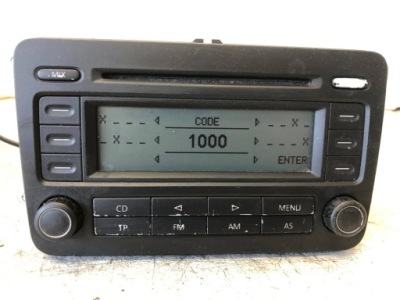 MIX
CODE
1000
ENTER
CD MENU
TP FM AM AS